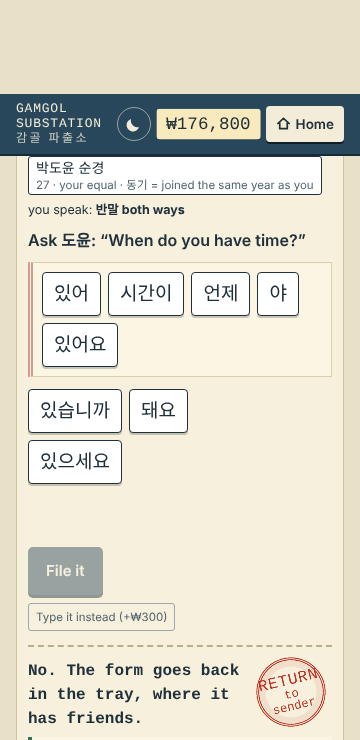 GAMGOL
SUBSTATION
감골 파출소
₩176,800
Home
박도윤 순경
27 · your equal · 동기 = joined the same year as you
you speak: 반말 both ways
Ask 도윤: “When do you have time?”
있어 시간이 언제 야
있어요
있습니까 돼요
있으세요
File it
Type it instead (+₩300)
No. The form goes back
in the tray, where it
has friends.
RETURN
to
sender